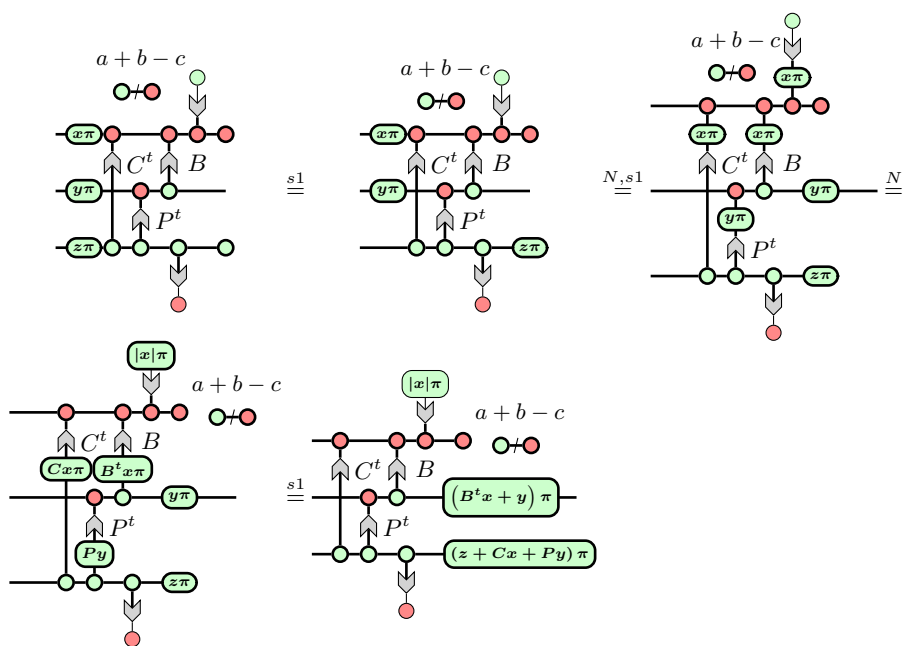 a + b − c
a + b − c
a + b − c
xπ
xπ xπ
xπ xπ
C^t B
C^t B
C^t B
=^{s1}
=^{N,s1}
=^{N}
yπ
yπ
yπ
yπ
P^t
P^t
P^t
zπ
zπ
zπ
|x|π
|x|π
a + b − c
a + b − c
C^t B
C^t B
Cxπ B^t xπ
=^{s1}
yπ
(B^t x + y) π
P^t
P^t
Py
(z + Cx + Py) π
zπ